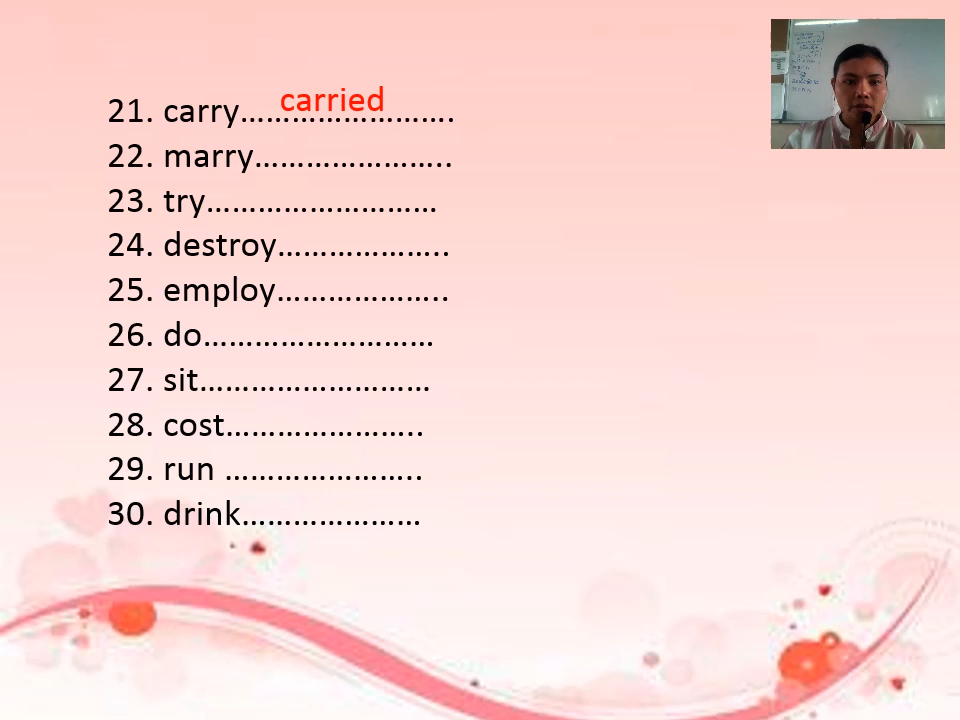 21. carry…………………….
carried
22. marry…………………..
23. try………………………
24. destroy………………..
25. employ………………..
26. do………………………
27. sit………………………
28. cost…………………..
29. run …………………..
30. drink…………………